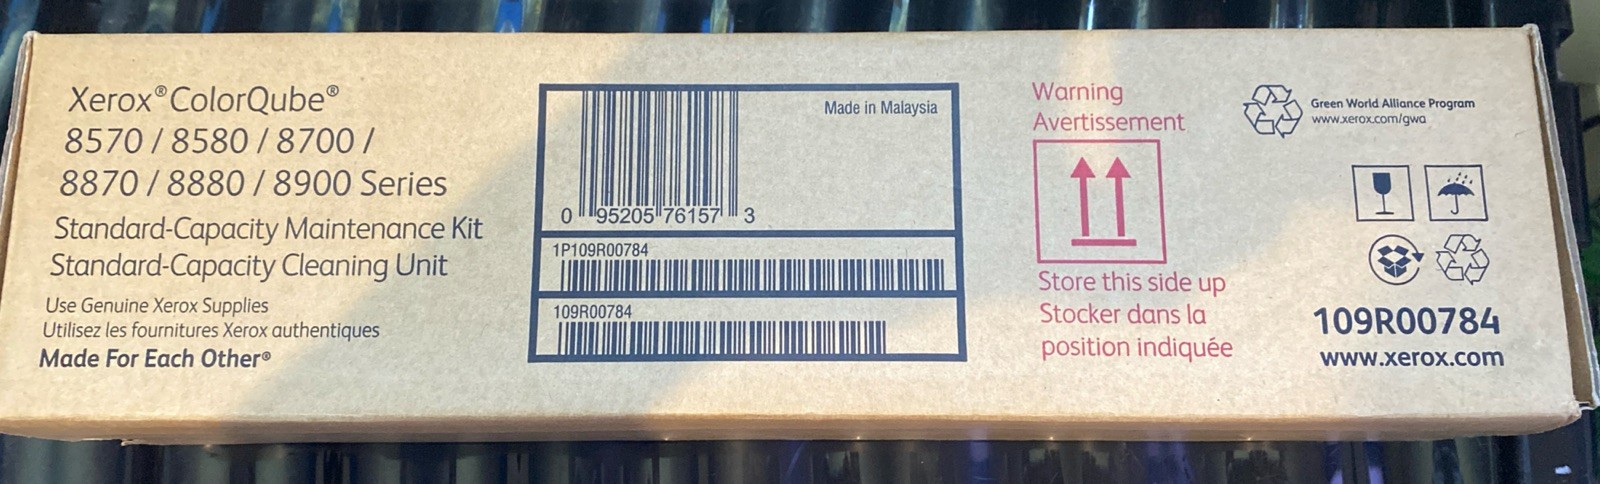 Xerox® ColorQube®
8570 / 8580 / 8700 /
8870 / 8880 / 8900 Series
Standard-Capacity Maintenance Kit
Standard-Capacity Cleaning Unit
Use Genuine Xerox Supplies
Utilisez les fournitures Xerox authentiques
Made For Each Other®
Made in Malaysia
0 95205 76157 3
1P109R00784
109R00784
Warning
Avertissement
Store this side up
Stocker dans la
position indiquée
Green World Alliance Program
www.xerox.com/gwa
109R00784
www.xerox.com